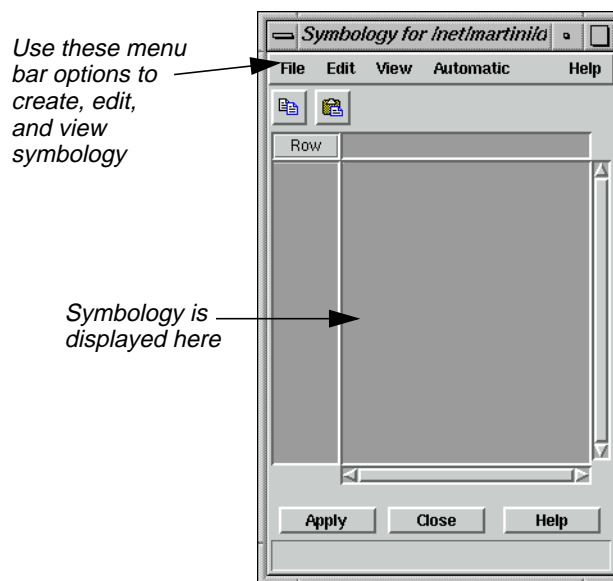 Symbology for /net/martini/d
Use these menu
bar options to
create, edit,
and view
symbology
File Edit View Automatic Help
Row
Symbology is
displayed here
Apply Close Help